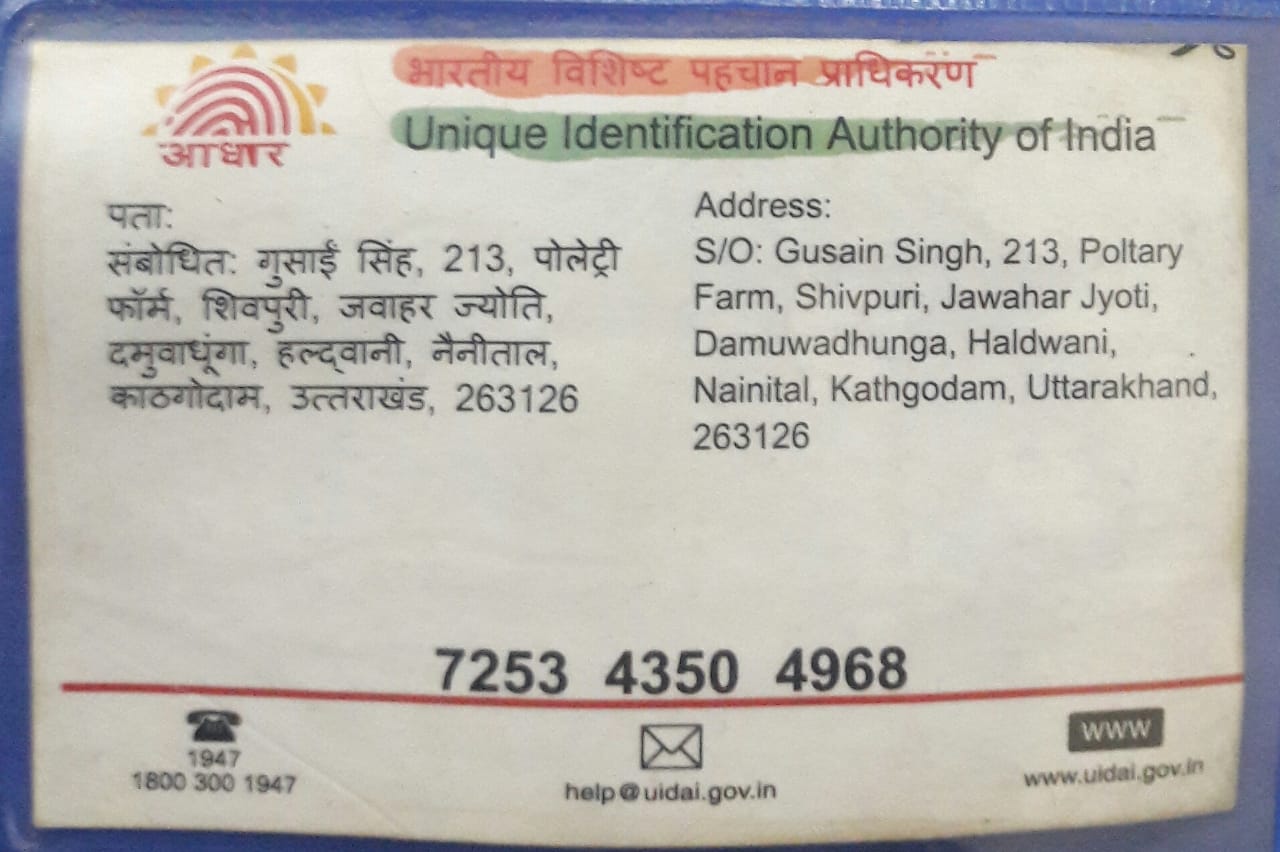 आधार
भारतीय विशिष्ट पहचान प्राधिकरण
Unique Identification Authority of India
पता:
संबोधित: गुसाईं सिंह, 213, पोलेट्री
फॉर्म, शिवपुरी, जवाहर ज्योति,
दमुवाधूंगा, हल्द्वानी, नैनीताल,
काठगोदाम, उत्तराखंड, 263126
Address:
S/O: Gusain Singh, 213, Poltary
Farm, Shivpuri, Jawahar Jyoti,
Damuwadhunga, Haldwani,
Nainital, Kathgodam, Uttarakhand,
263126
7253 4350 4968
1947
1800 300 1947
help@uidai.gov.in
www
www.uidai.gov.in